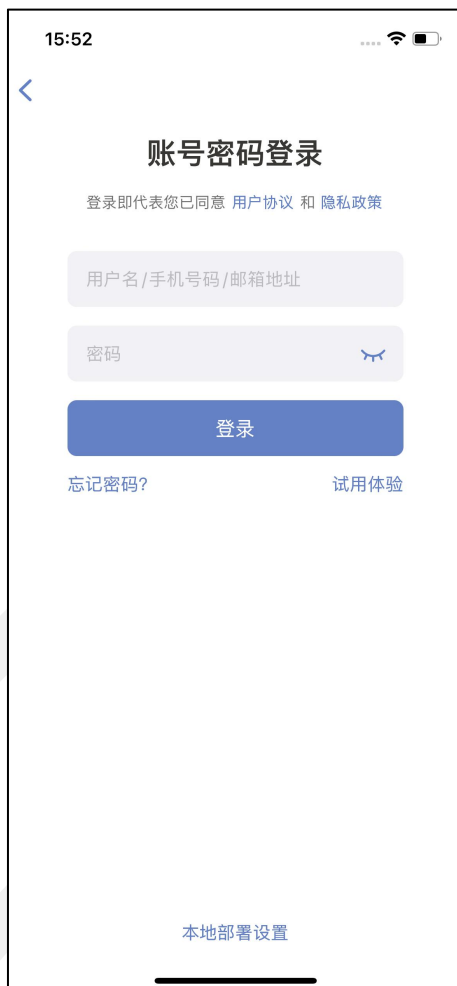 15:52
账号密码登录
登录即代表您已同意 用户协议 和 隐私政策
用户名/手机号码/邮箱地址
密码
登录
忘记密码? 试用体验
本地部署设置